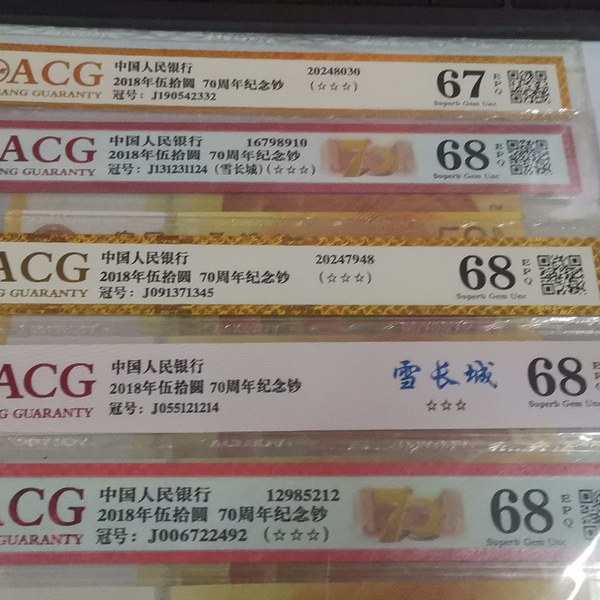 ACG
中国人民银行
20248030
67
EPQ
ANG GUARANTY
2018年伍拾圆 70周年纪念钞
(☆☆☆)
冠号: J190542332
Superb Gem Unc
ACG
中国人民银行
16798910
68
EPQ
NG GUARANTY
2018年伍拾圆 70周年纪念钞
70
冠号: J131231124 (雪长城)(☆☆☆)
Superb Gem Unc
ACG
中国人民银行
20247948
68
EPQ
G GUARANTY
2018年伍拾圆 70周年纪念钞
(☆☆☆)
冠号: J091371345
Superb Gem Unc
ACG
中国人民银行
雪长城
68
EPQ
NG GUARANTY
2018年伍拾圆 70周年纪念钞
☆☆☆
冠号: J055121214
Superb Gem Unc
ACG
中国人民银行
12985212
68
EPQ
GUARANTY
2018年伍拾圆 70周年纪念钞
70
冠号: J006722492 (☆☆☆)
Superb Gem Unc